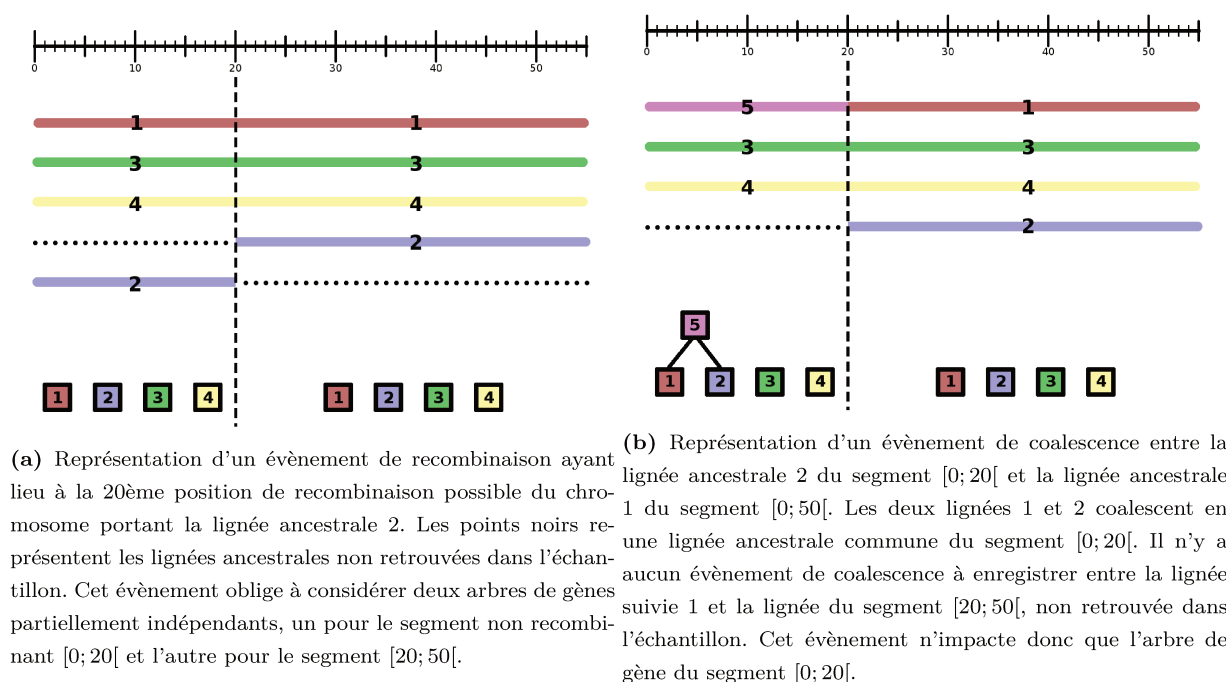 0 10 20 30 40 50
1 1
3 3
4 4
2
2
1 2 3 4 1 2 3 4
(a) Représentation d'un évènement de recombinaison ayant
lieu à la 20ème position de recombinaison possible du chro-
mosome portant la lignée ancestrale 2. Les points noirs re-
présentent les lignées ancestrales non retrouvées dans l'échan-
tillon. Cet évènement oblige à considérer deux arbres de gènes
partiellement indépendants, un pour le segment non recombi-
nant [0; 20[ et l'autre pour le segment [20; 50[.
0 10 20 30 40 50
5 1
3 3
4 4
2
5
1 2 3 4 1 2 3 4
(b) Représentation d'un évènement de coalescence entre la
lignée ancestrale 2 du segment [0; 20[ et la lignée ancestrale
1 du segment [0; 50[. Les deux lignées 1 et 2 coalescent en
une lignée ancestrale commune du segment [0; 20[. Il n'y a
aucun évènement de coalescence à enregistrer entre la lignée
suivie 1 et la lignée du segment [20; 50[, non retrouvée dans
l'échantillon. Cet évènement n'impacte donc que l'arbre de
gène du segment [0; 20[.